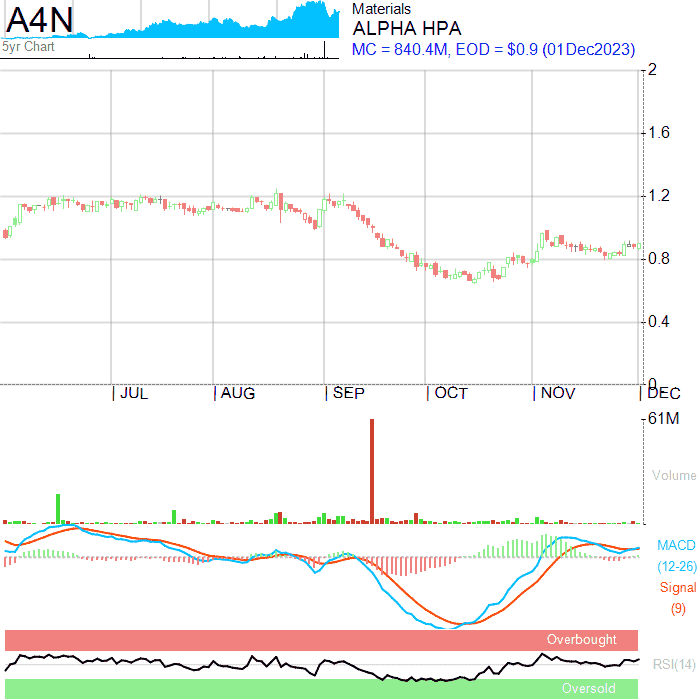 A4N
5yr Chart
Materials
ALPHA HPA
MC = 840.4M, EOD = $0.9 (01Dec2023)
2
1.6
1.2
0.8
0.4
0
JUL AUG SEP OCT NOV DEC
61M
Volume
MACD
(12-26)
Signal
(9)
Overbought
RSI(14)
Oversold